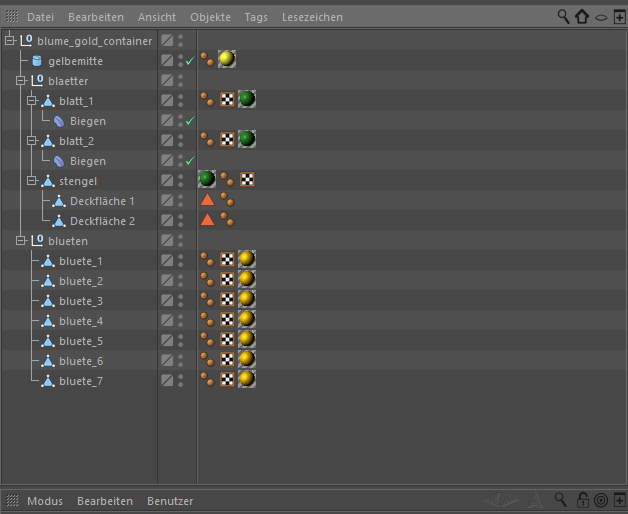 Datei Bearbeiten Ansicht Objekte Tags Lesezeichen
blume_gold_container
gelbemitte
blaetter
blatt_1
Biegen
blatt_2
Biegen
stengel
Deckfläche 1
Deckfläche 2
blueten
bluete_1
bluete_2
bluete_3
bluete_4
bluete_5
bluete_6
bluete_7
Modus Bearbeiten Benutzer